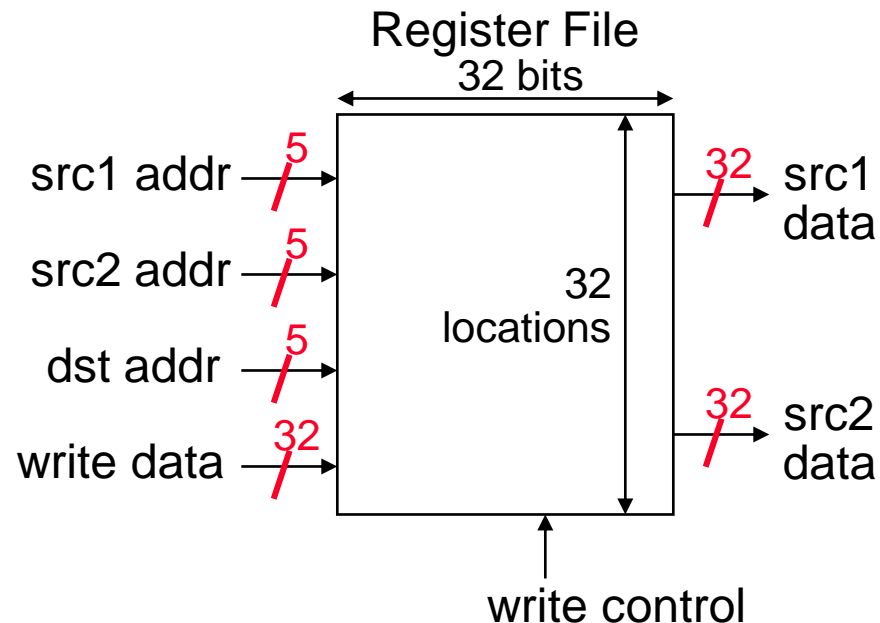 Register File
32 bits
src1 addr
5
32
src1
data
src2 addr
5
32
locations
dst addr
5
write data
32
32
src2
data
write control